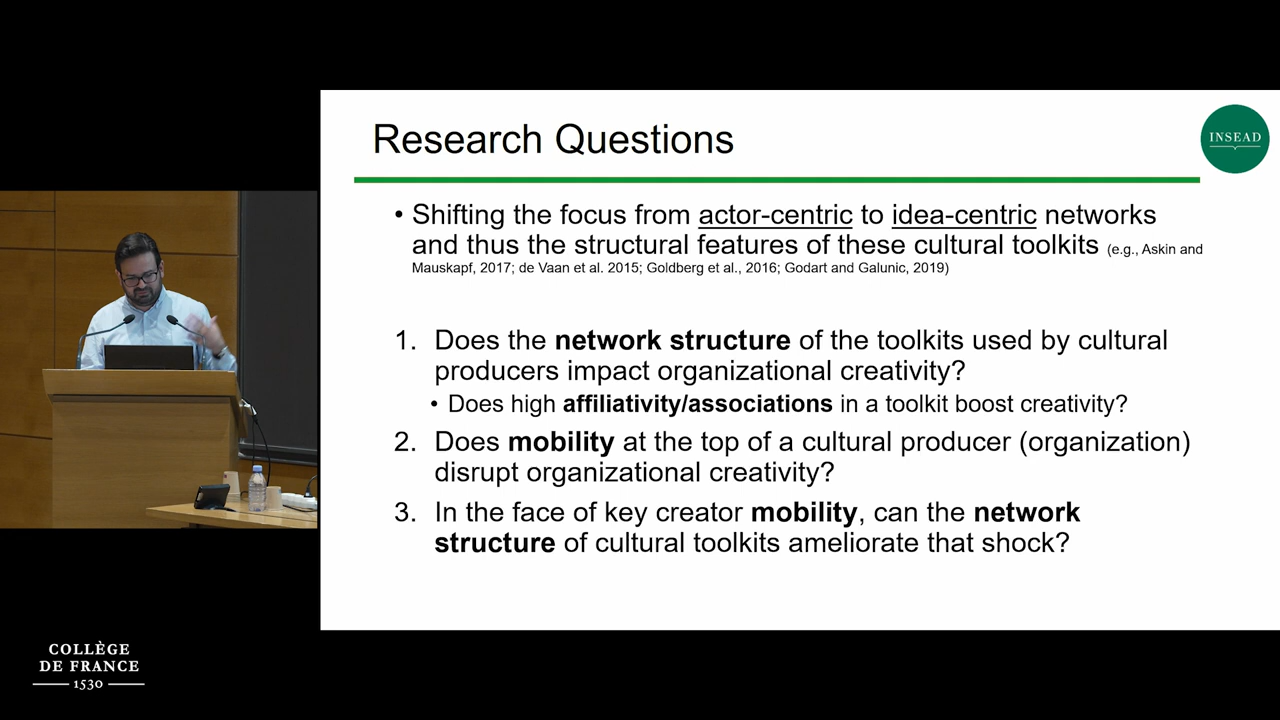 Research Questions
INSEAD
• Shifting the focus from actor-centric to idea-centric networks
and thus the structural features of these cultural toolkits (e.g., Askin and
Mauskapf, 2017; de Vaan et al. 2015; Goldberg et al., 2016; Godart and Galunic, 2019)
1. Does the network structure of the toolkits used by cultural
producers impact organizational creativity?
• Does high affiliativity/associations in a toolkit boost creativity?
2. Does mobility at the top of a cultural producer (organization)
disrupt organizational creativity?
3. In the face of key creator mobility, can the network
structure of cultural toolkits ameliorate that shock?
COLLÈGE
DE FRANCE
1530